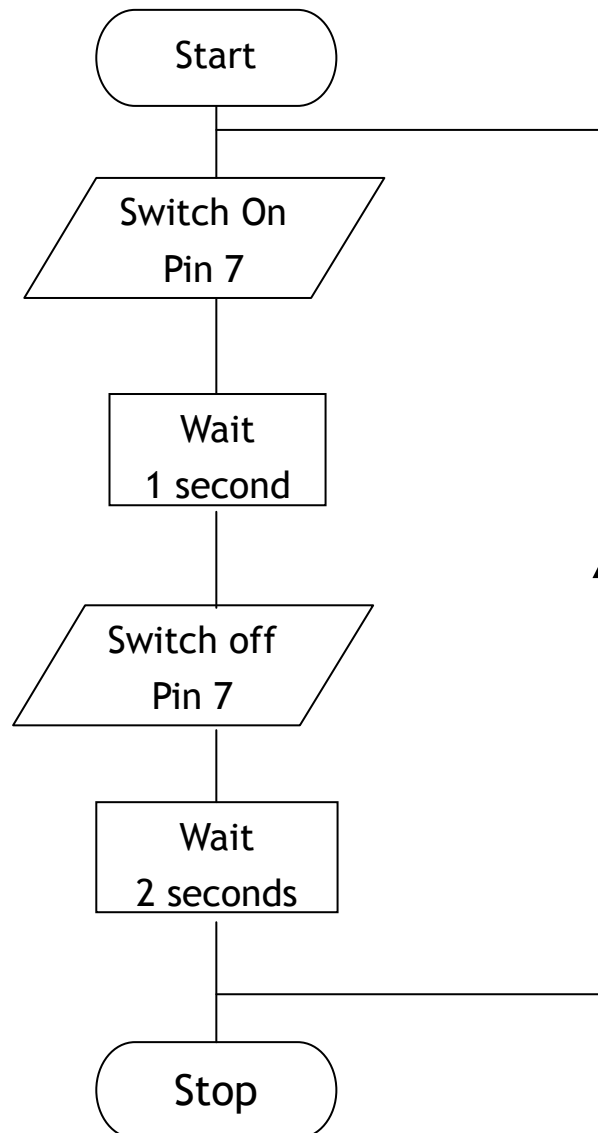 Start
Switch On
Pin 7
Wait
1 second
Switch off
Pin 7
Wait
2 seconds
Stop